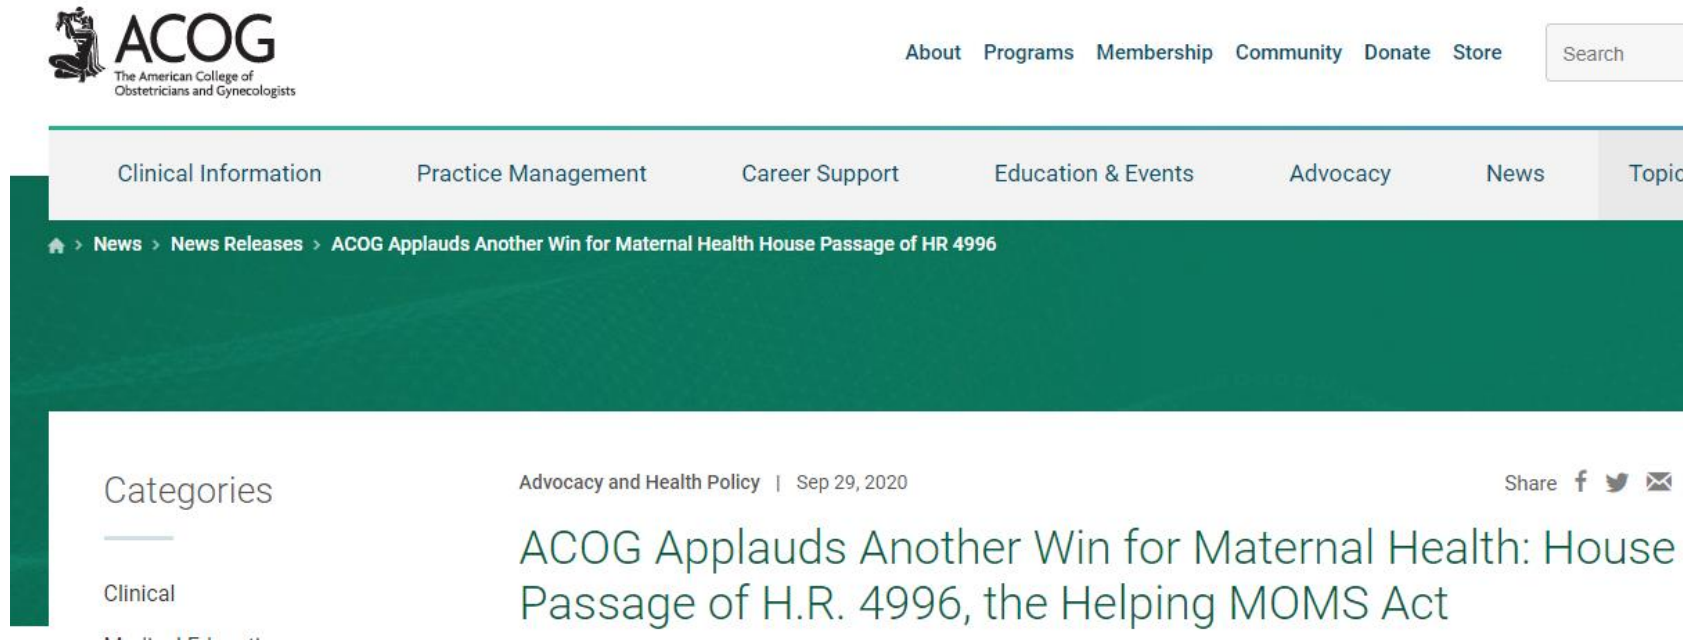 ACOG
The American College of
Obstetricians and Gynecologists
About Programs Membership Community Donate Store Search
Clinical Information Practice Management Career Support Education & Events Advocacy News
> News > News Releases > ACOG Applauds Another Win for Maternal Health House Passage of HR 4996
Categories
Advocacy and Health Policy | Sep 29, 2020 Share
ACOG Applauds Another Win for Maternal Health: House
Passage of H.R. 4996, the Helping MOMS Act
Clinical